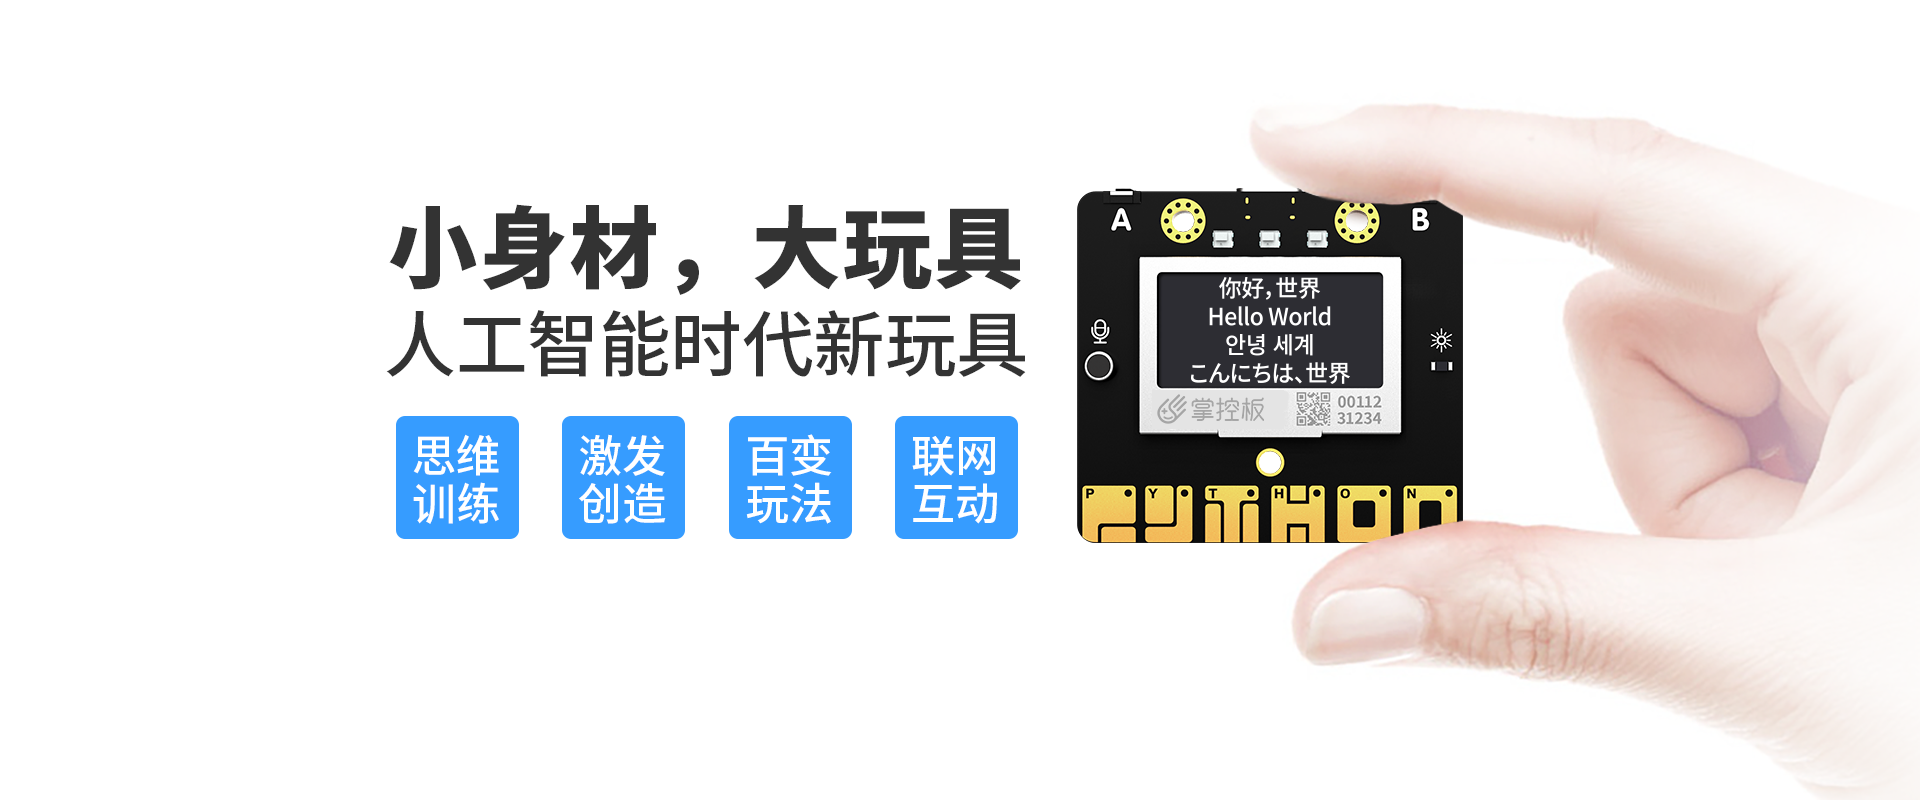 小身材，大玩具
人工智能时代新玩具
思维
训练
激发
创造
百变
玩法
联网
互动
A
B
你好，世界
Hello World
안녕 세계
こんにちは、世界
掌控板
00112
31234
P Y T H O N
PYTHON